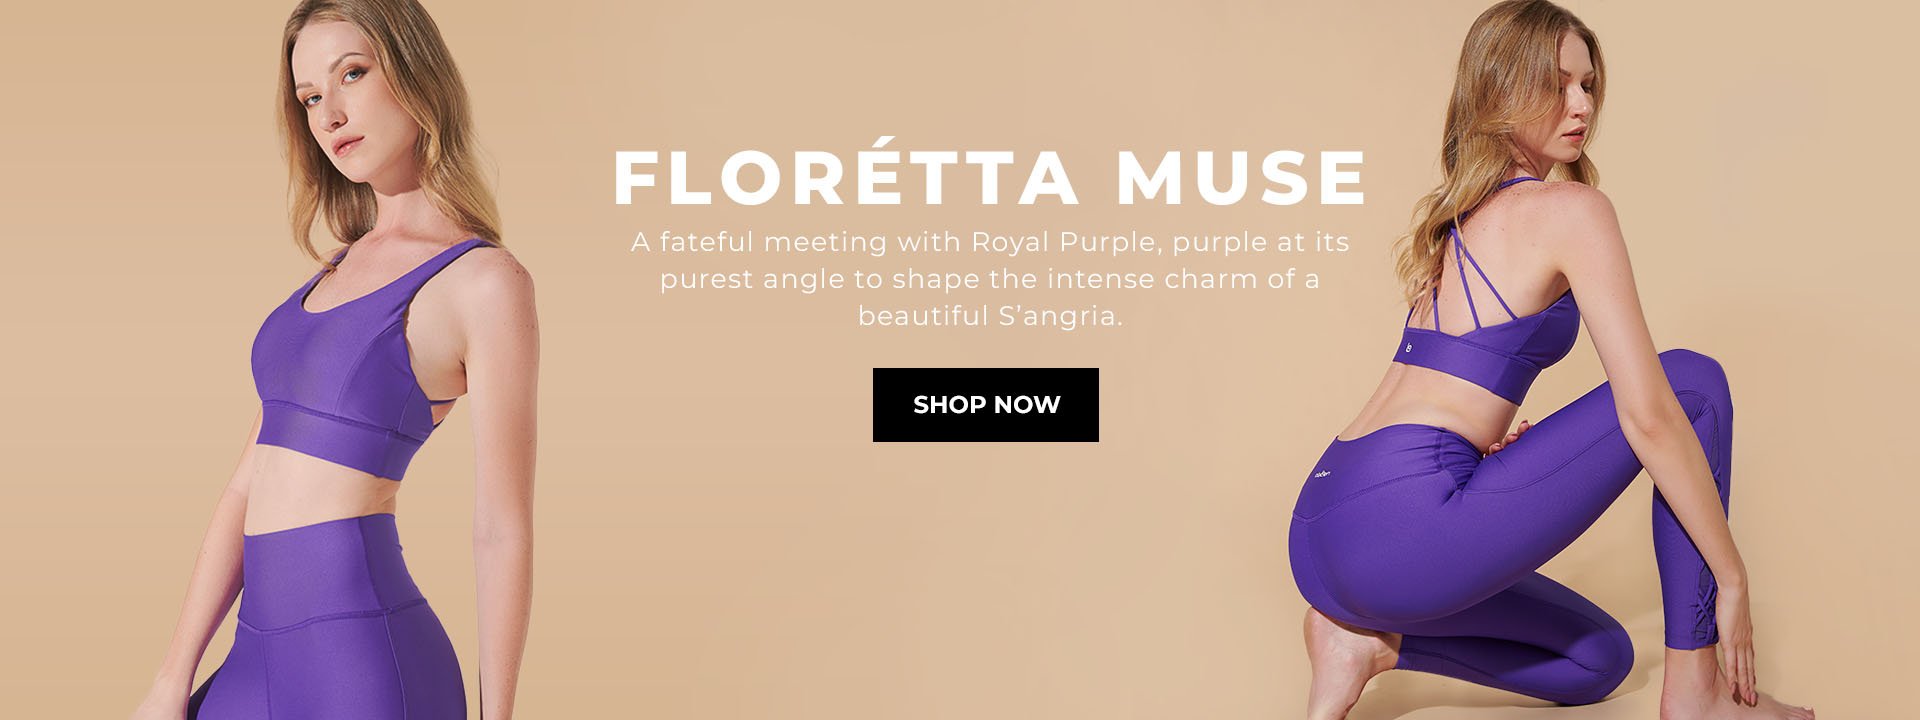 FLORÉTTA MUSE
A fateful meeting with Royal Purple, purple at its
purest angle to shape the intense charm of a
beautiful S’angria.
SHOP NOW